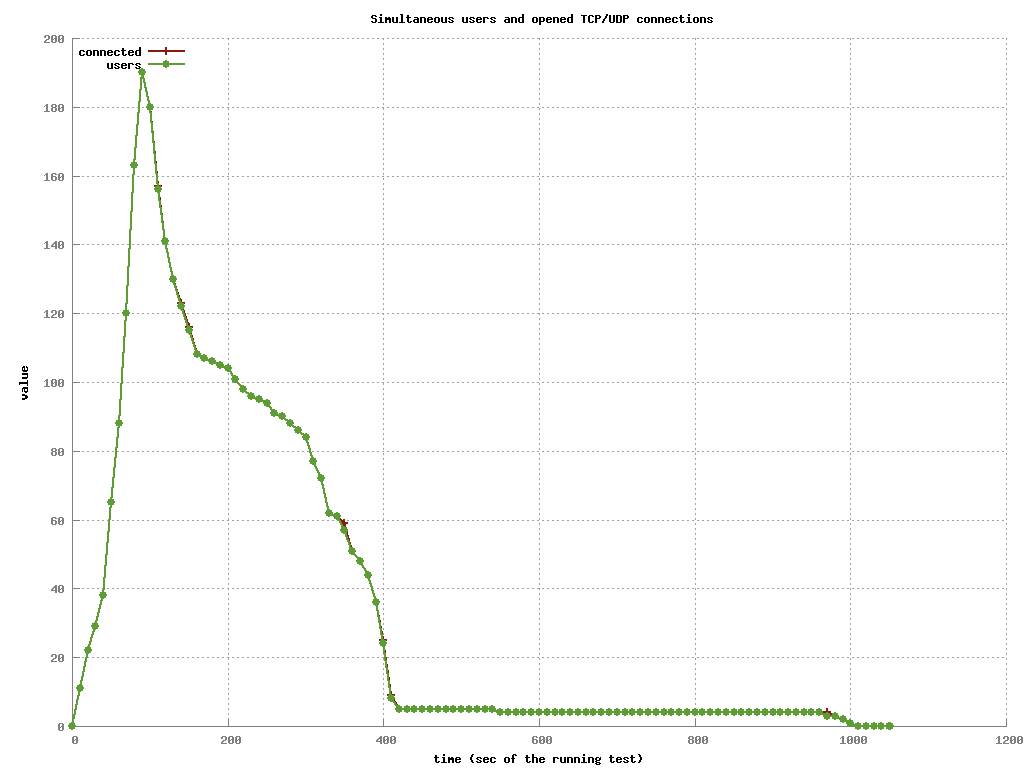 Simultaneous users and opened TCP/UDP connections
200
connected
users
180
160
140
120
100
value
80
60
40
20
0
0 200 400 600 800 1000 1200
time (sec of the running test)